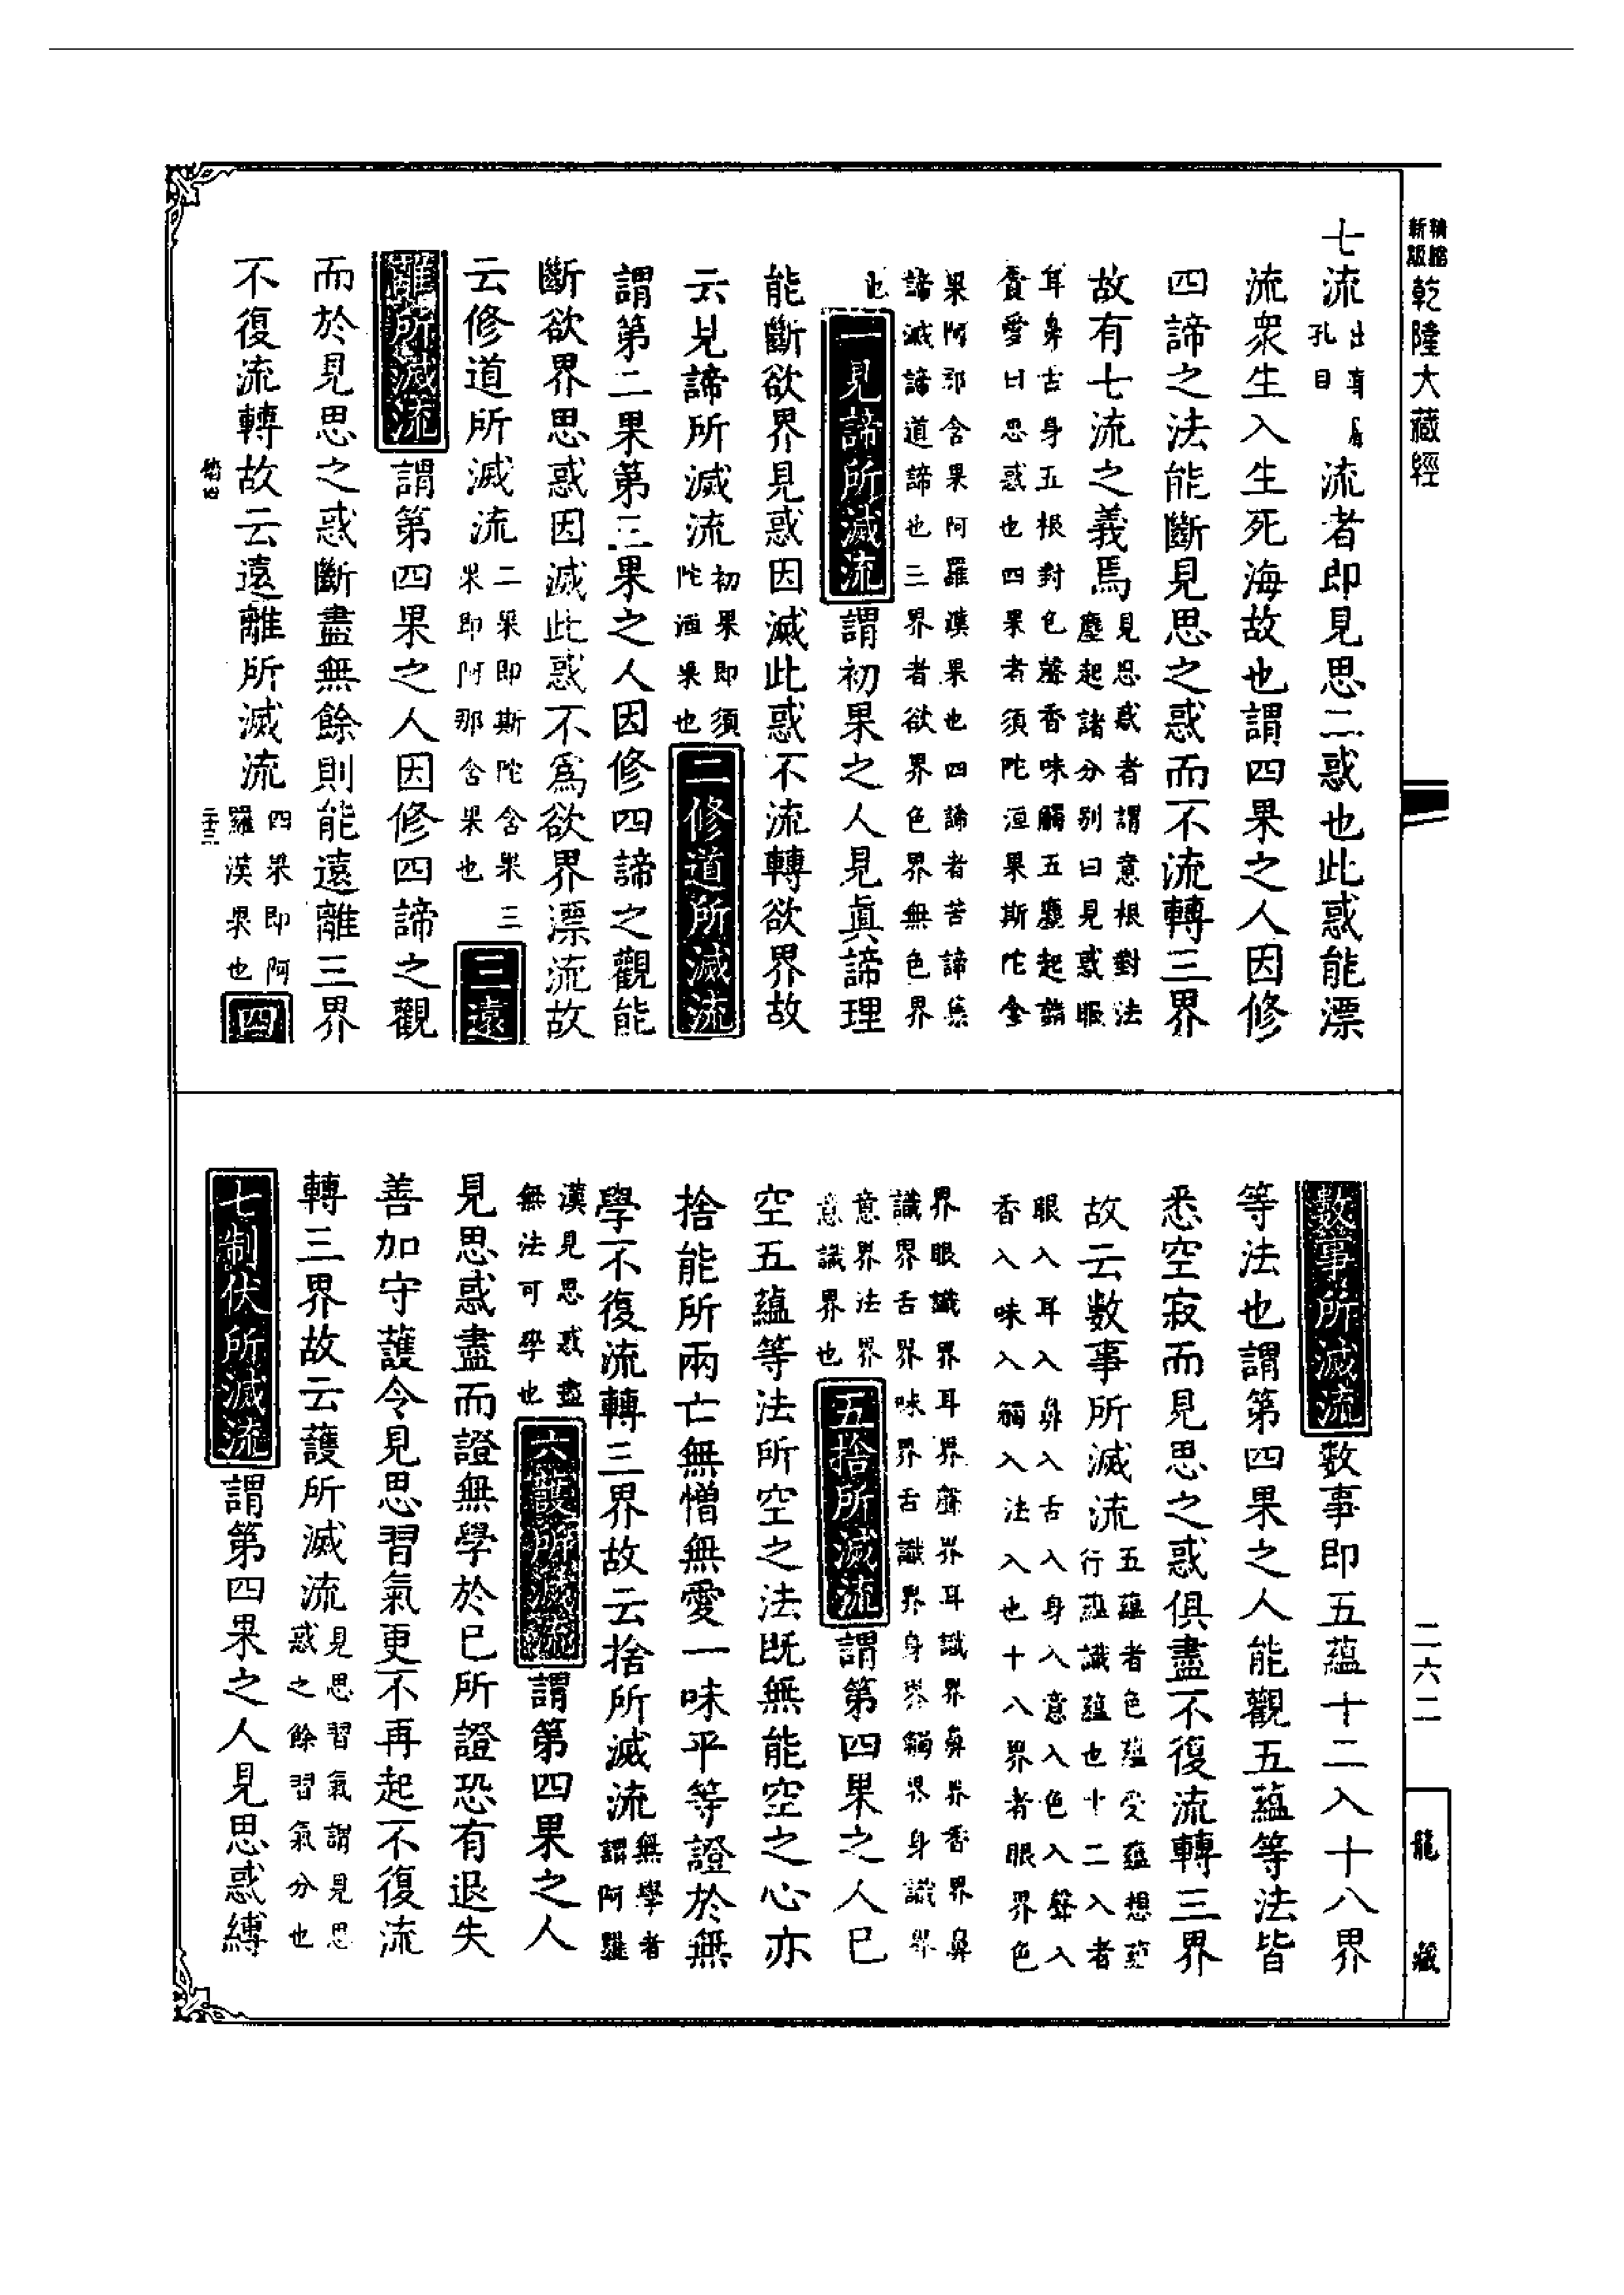 新版 精縮 乾隆大藏經
七流出孔目流者即見思二惑也此惑能漂
流衆生入生死海故也謂四果之人因修
四諦之法能斷見思之惑而不流轉三界
故有七流之義焉見思惑者謂意根對法塵起諸分別曰見惑眼
耳鼻舌身五根對色聲香味觸五塵起諸貪愛曰思惑也四果者須陀洹果斯陀含
果阿那含果阿羅漢果也四諦者苦諦集諦滅諦道諦也三界者欲界色界無色界
也一見諦所滅流謂初果之人見眞諦理
能斷欲界見惑因滅此惑不流轉欲界故
云見諦所滅流初果即須陀洹果也二修道所滅流
謂第二果第三果之人因修四諦之觀能
斷欲界思惑因滅此惑不爲欲界漂流故
云修道所滅流二果即斯陀含果三果即阿那含果也三遠
離所滅流謂第四果之人因修四諦之觀
而於見思之惑斷盡無餘則能遠離三界
不復流轉故云遠離所滅流四果即阿羅漢果也四
數事所滅流數事即五蘊十二入十八界
等法也謂第四果之人能觀五蘊等法皆
悉空寂而見思之惑俱盡不復流轉三界
故云數事所滅流五蘊者色蘊受蘊想蘊行蘊識蘊也十二入者
眼入耳入鼻入舌入身入意入色入聲入香入味入觸入法入也十八界者眼界色
界眼識界耳界聲界耳識界鼻界香界鼻識界舌界味界舌識界身界觸界身識界
意界法界意識界也五捨所滅流謂第四果之人已
空五蘊等法所空之法既無能空之心亦
捨能所兩亡無憎無愛一味平等證於無
學不復流轉三界故云捨所滅流無學者謂阿羅
漢見思惑盡無法可學也六護所滅流謂第四果之人
見思惑盡而證無學於已所證恐有退失
善加守護令見思習氣更不再起不復流
轉三界故云護所滅流見思習氣謂見思惑之餘習氣分也
七制伏所滅流謂第四果之人見思惑縛
二六二
龍藏